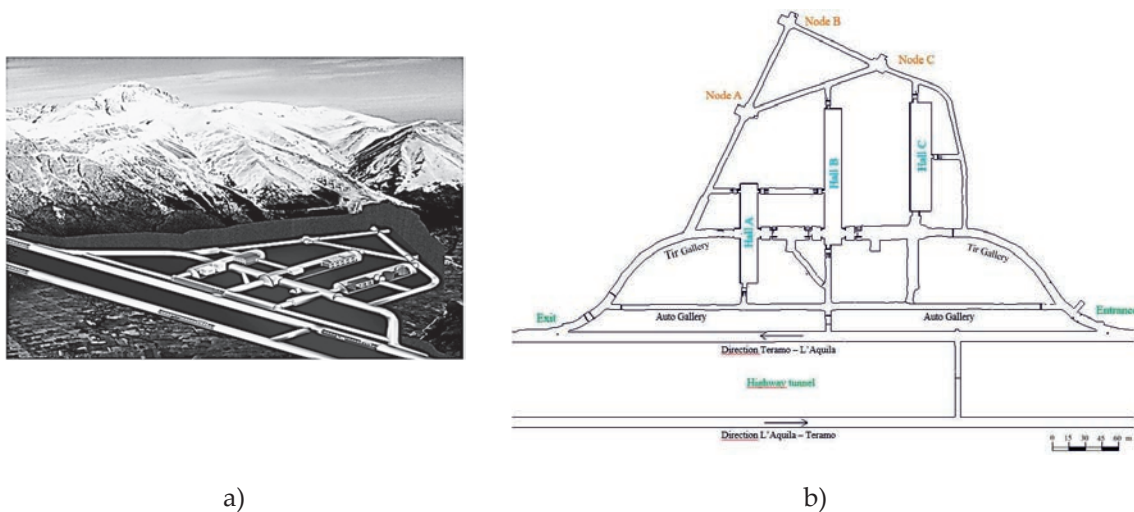 Node B
Node C
Node A
Hall C
Hall B
Hall A
Tir Gallery
Tir Gallery
Exit
Entrance
Auto Gallery
Auto Gallery
Direction Teramo – L'Aquila
Highway tunnel
Direction L'Aquila – Teramo
0 15 30 45 60 m
a)
b)